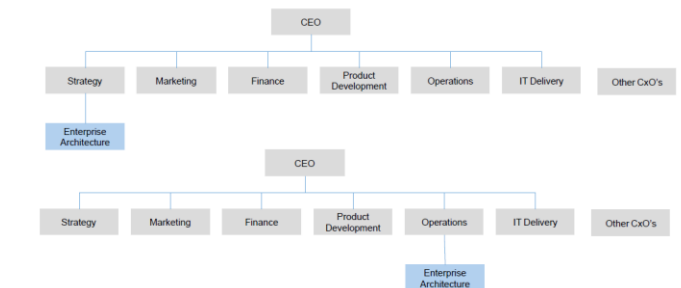 CEO
Strategy
Marketing
Finance
Product
Development
Operations
IT Delivery
Other CxO's
Enterprise
Architecture
CEO
Strategy
Marketing
Finance
Product
Development
Operations
IT Delivery
Other CxO's
Enterprise
Architecture